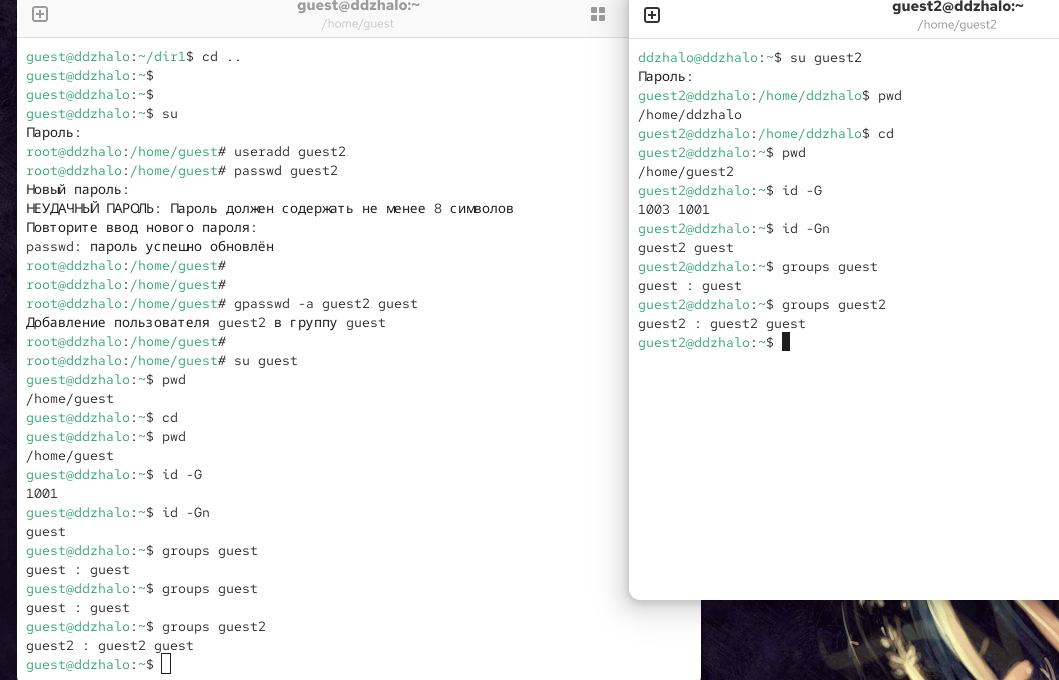 guest@ddzhalo:~
/home/guest
guest@ddzhalo:~/dir1$ cd ..
guest@ddzhalo:~$
guest@ddzhalo:~$
guest@ddzhalo:~$ su
Пароль:
root@ddzhalo:/home/guest# useradd guest2
root@ddzhalo:/home/guest# passwd guest2
Новый пароль:
НЕУДАЧНЫЙ ПАРОЛЬ: Пароль должен содержать не менее 8 символов
Повторите ввод нового пароля:
passwd: пароль успешно обновлён
root@ddzhalo:/home/guest#
root@ddzhalo:/home/guest#
root@ddzhalo:/home/guest# gpasswd -a guest2 guest
Добавление пользователя guest2 в группу guest
root@ddzhalo:/home/guest#
root@ddzhalo:/home/guest# su guest
guest@ddzhalo:~$ pwd
/home/guest
guest@ddzhalo:~$ cd
guest@ddzhalo:~$ pwd
/home/guest
guest@ddzhalo:~$ id -G
1001
guest@ddzhalo:~$ id -Gn
guest
guest@ddzhalo:~$ groups guest
guest : guest
guest@ddzhalo:~$ groups guest
guest : guest
guest@ddzhalo:~$ groups guest2
guest2 : guest2 guest
guest@ddzhalo:~$
guest2@ddzhalo:~
/home/guest2
ddzhalo@ddzhalo:~$ su guest2
Пароль:
guest2@ddzhalo:/home/ddzhalo$ pwd
/home/ddzhalo
guest2@ddzhalo:/home/ddzhalo$ cd
guest2@ddzhalo:~$ pwd
/home/guest2
guest2@ddzhalo:~$ id -G
1003 1001
guest2@ddzhalo:~$ id -Gn
guest2 guest
guest2@ddzhalo:~$ groups guest
guest : guest
guest2@ddzhalo:~$ groups guest2
guest2 : guest2 guest
guest2@ddzhalo:~$